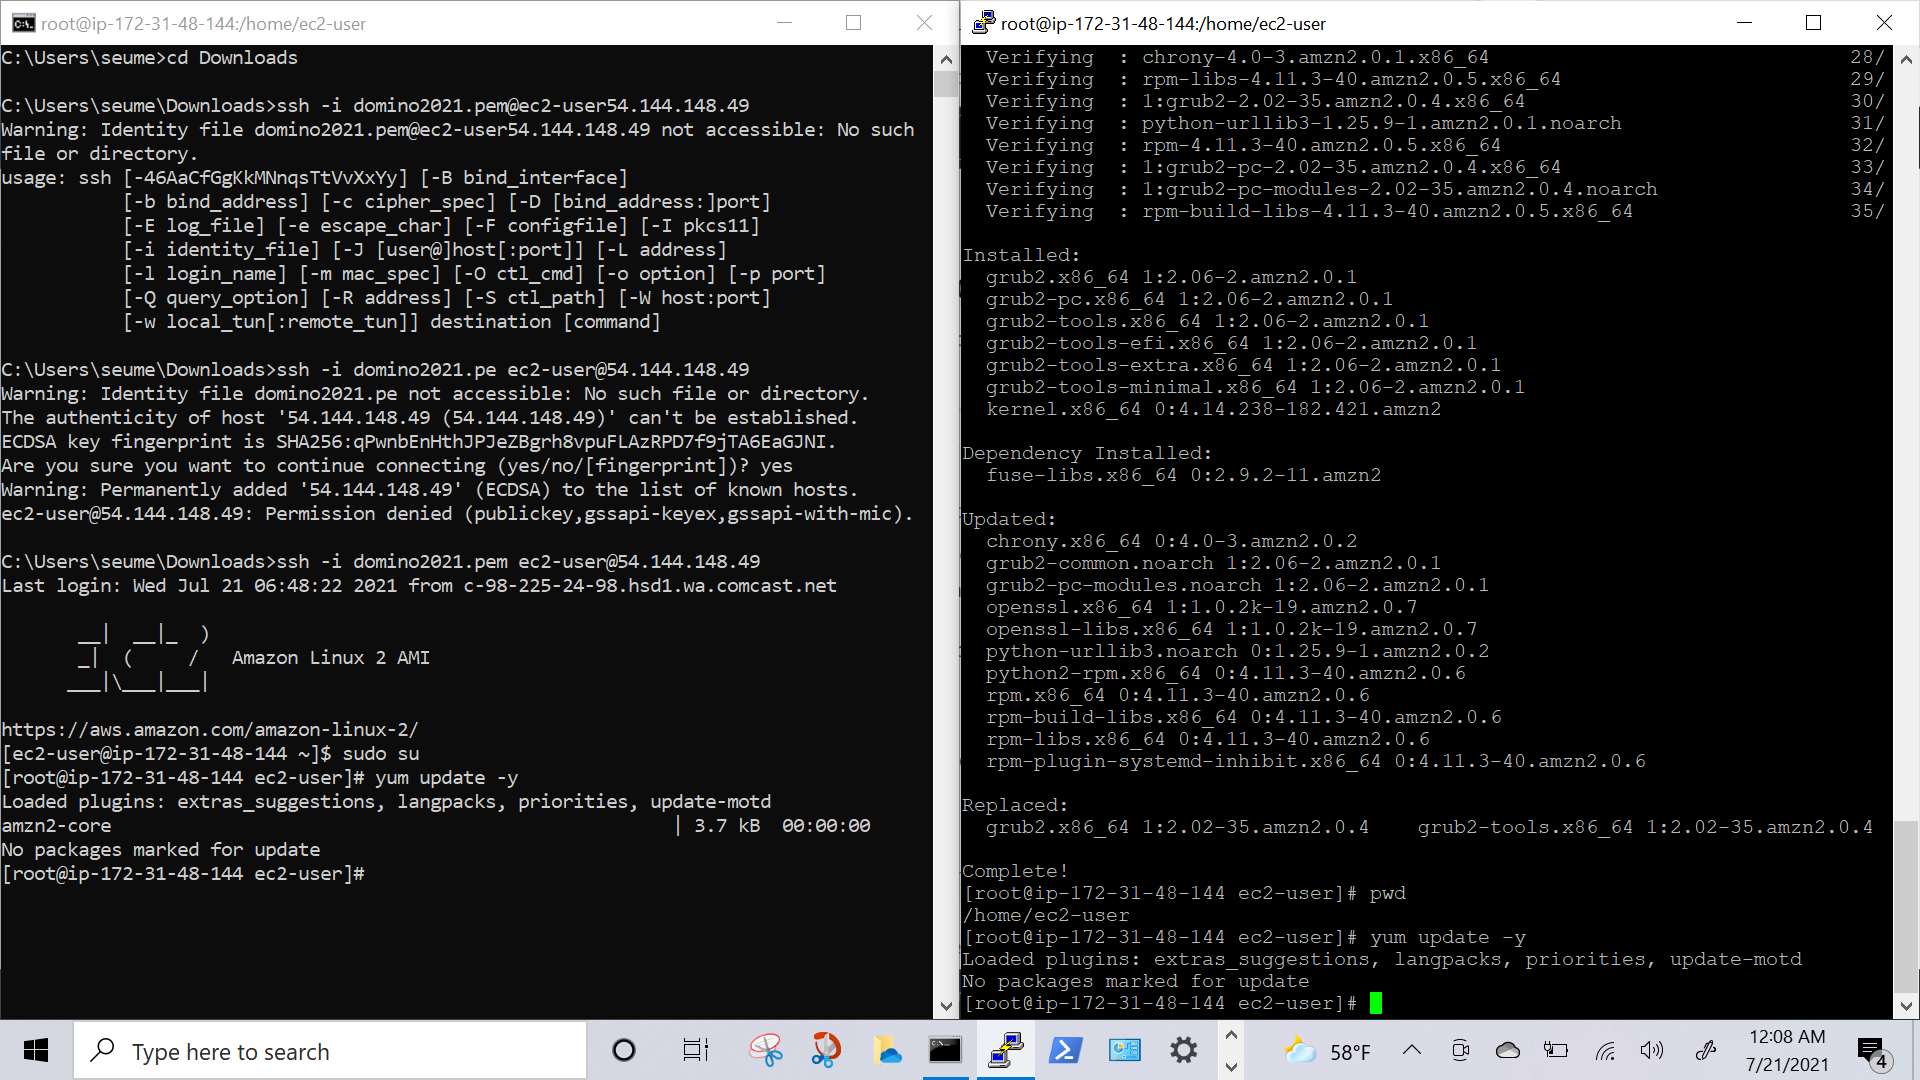 root@ip-172-31-48-144:/home/ec2-user
C:\Users\seume>cd Downloads
C:\Users\seume\Downloads>ssh -i domino2021.pem@ec2-user54.144.148.49
Warning: Identity file domino2021.pem@ec2-user54.144.148.49 not accessible: No such
file or directory.
usage: ssh [-46AaCfGgKkMNnqsTtVvXxYy] [-B bind_interface]
           [-b bind_address] [-c cipher_spec] [-D [bind_address:]port]
           [-E log_file] [-e escape_char] [-F configfile] [-I pkcs11]
           [-i identity_file] [-J [user@]host[:port]] [-L address]
           [-l login_name] [-m mac_spec] [-O ctl_cmd] [-o option] [-p port]
           [-Q query_option] [-R address] [-S ctl_path] [-W host:port]
           [-w local_tun[:remote_tun]] destination [command]
C:\Users\seume\Downloads>ssh -i domino2021.pe ec2-user@54.144.148.49
Warning: Identity file domino2021.pe not accessible: No such file or directory.
The authenticity of host '54.144.148.49 (54.144.148.49)' can't be established.
ECDSA key fingerprint is SHA256:qPwnbEnHthJPJeZBgrh8vpuFLAzRPD7f9jTA6EaGJNI.
Are you sure you want to continue connecting (yes/no/[fingerprint])? yes
Warning: Permanently added '54.144.148.49' (ECDSA) to the list of known hosts.
ec2-user@54.144.148.49: Permission denied (publickey,gssapi-keyex,gssapi-with-mic).
C:\Users\seume\Downloads>ssh -i domino2021.pem ec2-user@54.144.148.49
Last login: Wed Jul 21 06:48:22 2021 from c-98-225-24-98.hsd1.wa.comcast.net
       __|  __|_  )
       _|  (     /   Amazon Linux 2 AMI
      ___|\___|___|
https://aws.amazon.com/amazon-linux-2/
[ec2-user@ip-172-31-48-144 ~]$ sudo su
[root@ip-172-31-48-144 ec2-user]# yum update -y
Loaded plugins: extras_suggestions, langpacks, priorities, update-motd
amzn2-core                                                   | 3.7 kB  00:00:00
No packages marked for update
[root@ip-172-31-48-144 ec2-user]#
root@ip-172-31-48-144:/home/ec2-user
  Verifying  : chrony-4.0-3.amzn2.0.1.x86_64                              28/
  Verifying  : rpm-libs-4.11.3-40.amzn2.0.5.x86_64                        29/
  Verifying  : 1:grub2-2.02-35.amzn2.0.4.x86_64                           30/
  Verifying  : python-urllib3-1.25.9-1.amzn2.0.1.noarch                   31/
  Verifying  : rpm-4.11.3-40.amzn2.0.5.x86_64                             32/
  Verifying  : 1:grub2-pc-2.02-35.amzn2.0.4.x86_64                        33/
  Verifying  : 1:grub2-pc-modules-2.02-35.amzn2.0.4.noarch                34/
  Verifying  : rpm-build-libs-4.11.3-40.amzn2.0.5.x86_64                  35/
Installed:
  grub2.x86_64 1:2.06-2.amzn2.0.1
  grub2-pc.x86_64 1:2.06-2.amzn2.0.1
  grub2-tools.x86_64 1:2.06-2.amzn2.0.1
  grub2-tools-efi.x86_64 1:2.06-2.amzn2.0.1
  grub2-tools-extra.x86_64 1:2.06-2.amzn2.0.1
  grub2-tools-minimal.x86_64 1:2.06-2.amzn2.0.1
  kernel.x86_64 0:4.14.238-182.421.amzn2
Dependency Installed:
  fuse-libs.x86_64 0:2.9.2-11.amzn2
Updated:
  chrony.x86_64 0:4.0-3.amzn2.0.2
  grub2-common.noarch 1:2.06-2.amzn2.0.1
  grub2-pc-modules.noarch 1:2.06-2.amzn2.0.1
  openssl.x86_64 1:1.0.2k-19.amzn2.0.7
  openssl-libs.x86_64 1:1.0.2k-19.amzn2.0.7
  python-urllib3.noarch 0:1.25.9-1.amzn2.0.2
  python2-rpm.x86_64 0:4.11.3-40.amzn2.0.6
  rpm.x86_64 0:4.11.3-40.amzn2.0.6
  rpm-build-libs.x86_64 0:4.11.3-40.amzn2.0.6
  rpm-libs.x86_64 0:4.11.3-40.amzn2.0.6
  rpm-plugin-systemd-inhibit.x86_64 0:4.11.3-40.amzn2.0.6
Replaced:
  grub2.x86_64 1:2.02-35.amzn2.0.4    grub2-tools.x86_64 1:2.02-35.amzn2.0.4
Complete!
[root@ip-172-31-48-144 ec2-user]# pwd
/home/ec2-user
[root@ip-172-31-48-144 ec2-user]# yum update -y
Loaded plugins: extras_suggestions, langpacks, priorities, update-motd
No packages marked for update
[root@ip-172-31-48-144 ec2-user]#
Type here to search
58°F
12:08 AM
7/21/2021
4